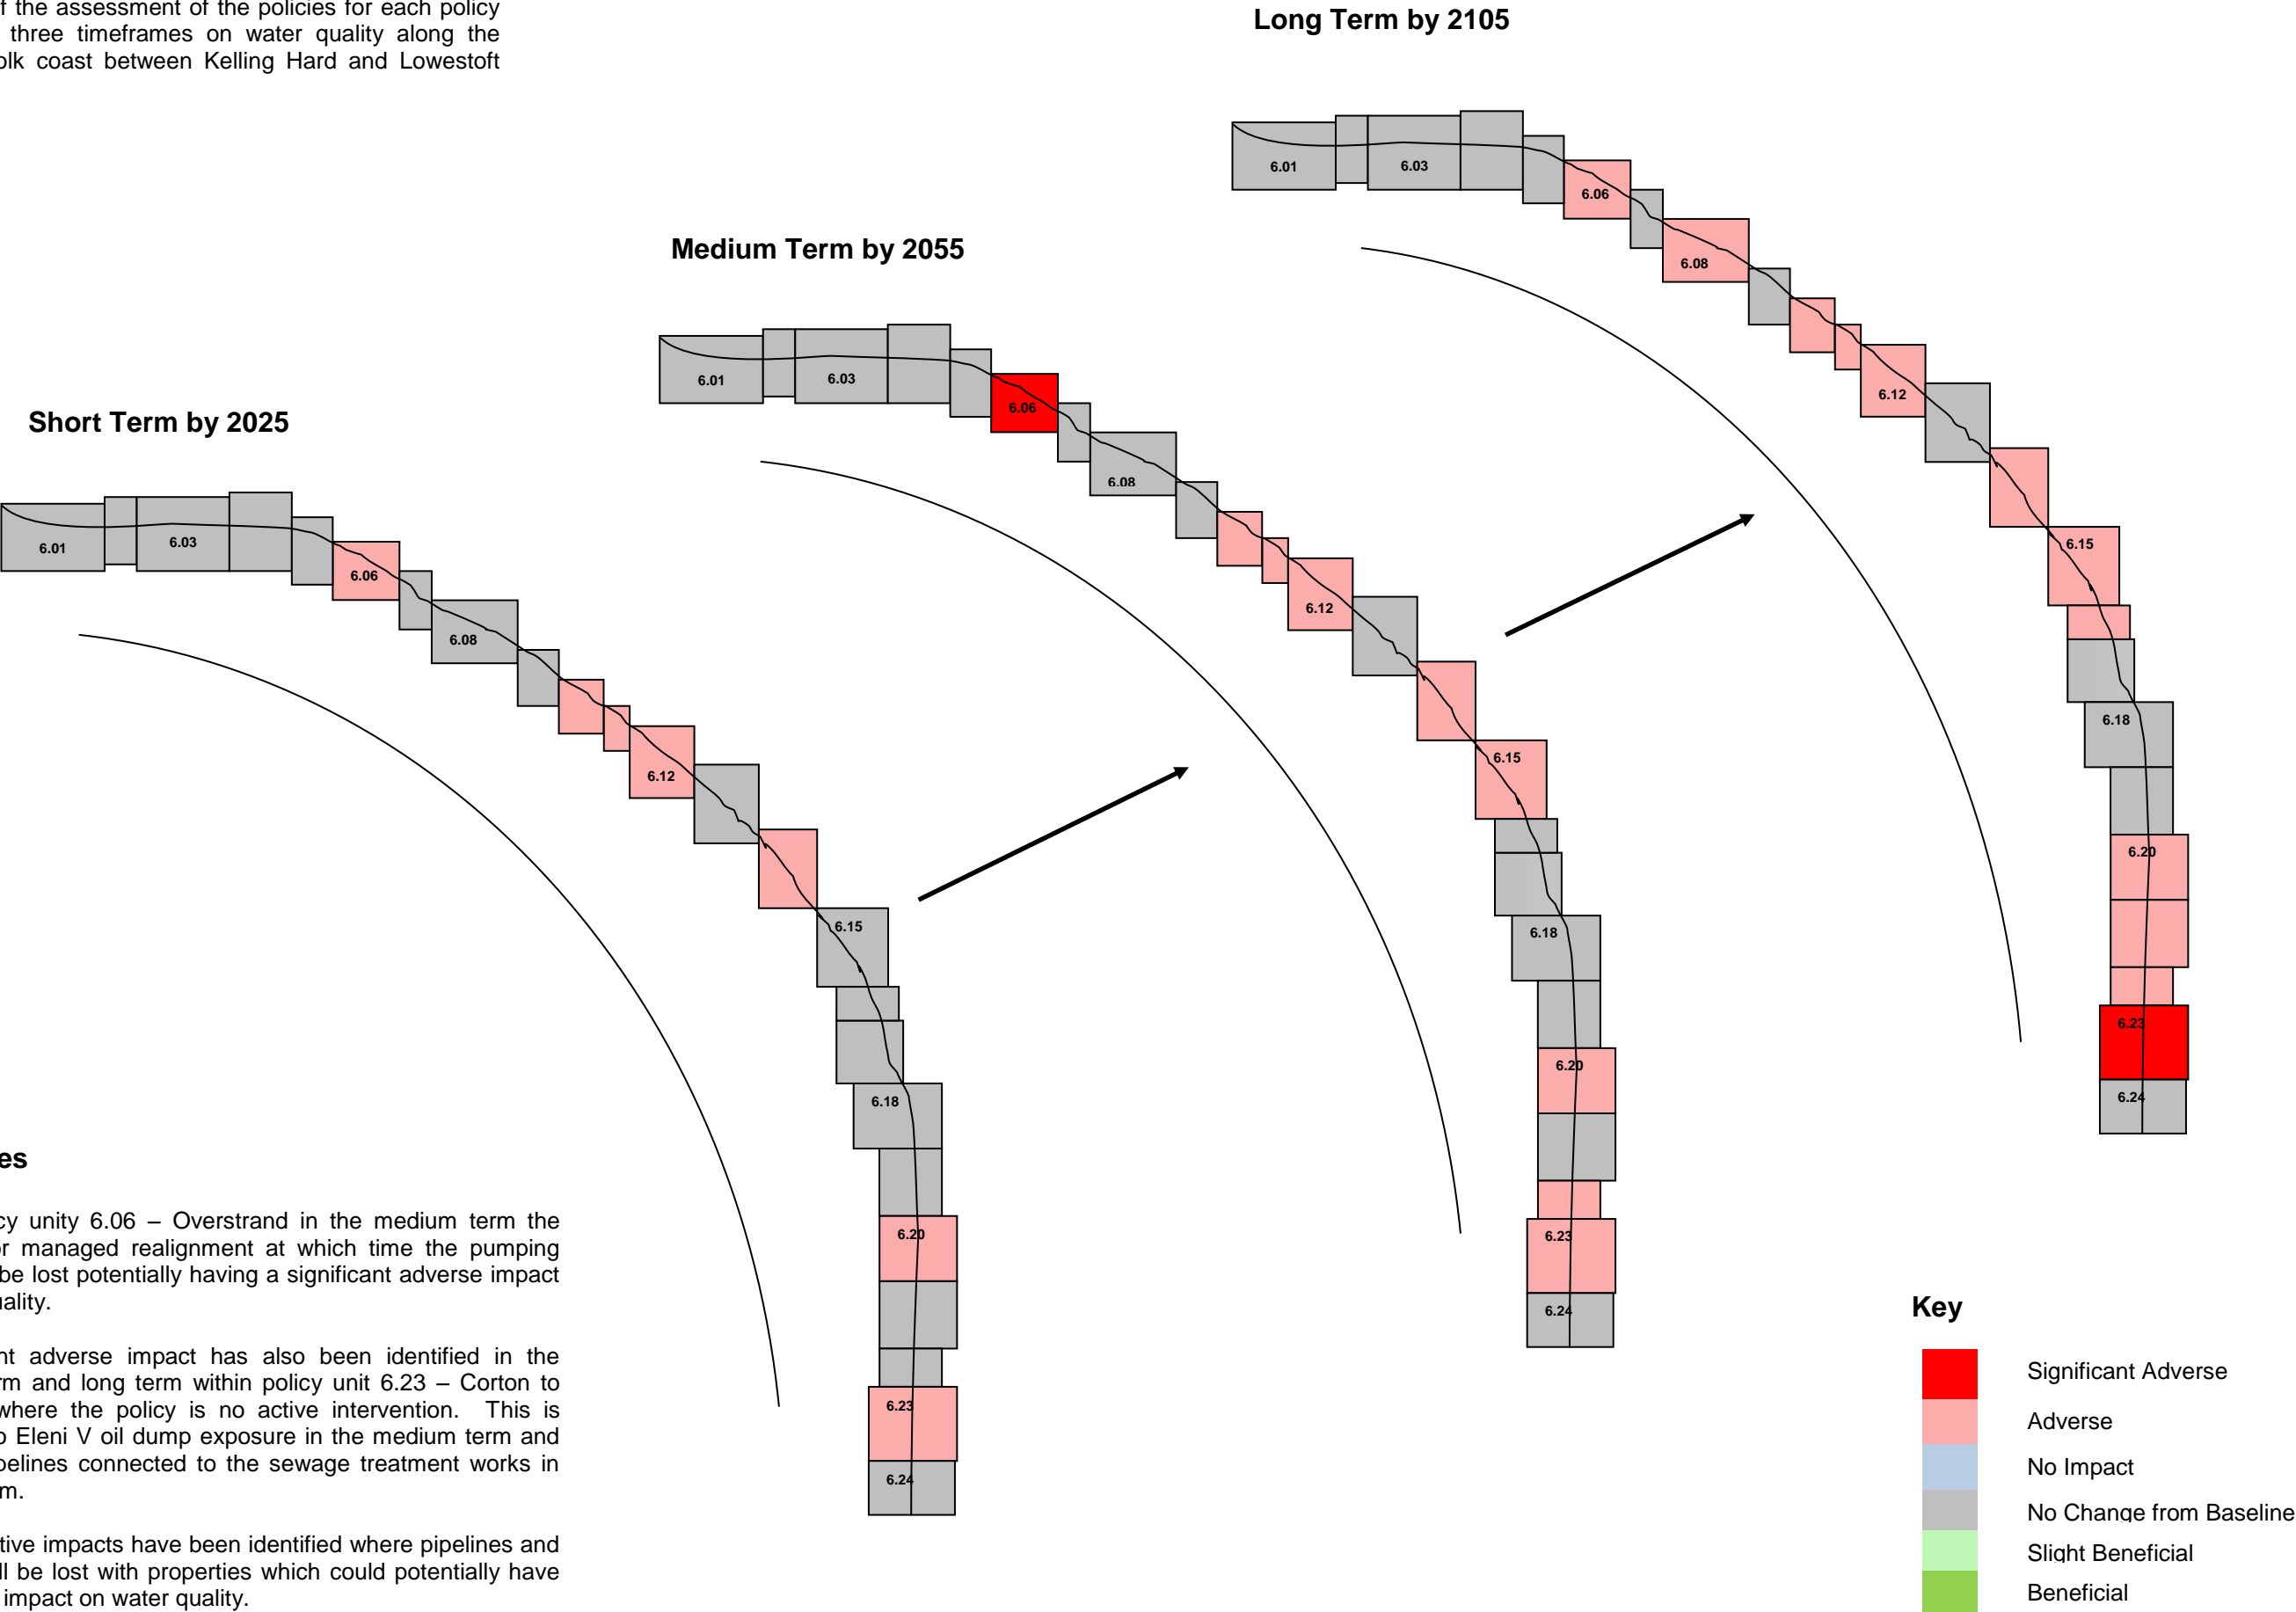 f the assessment of the policies for each policy
three timeframes on water quality along the
olk coast between Kelling Hard and Lowestoft
Long Term by 2105
6.01
6.03
6.06
6.08
6.12
6.15
6.18
6.20
6.23
6.24
Medium Term by 2055
6.01
6.03
6.06
6.08
6.12
6.15
6.18
6.20
6.23
6.24
Short Term by 2025
6.01
6.03
6.06
6.08
6.12
6.15
6.18
6.20
6.23
6.24
es
cy unity 6.06 – Overstrand in the medium term the
or managed realignment at which time the pumping
be lost potentially having a significant adverse impact
uality.
nt adverse impact has also been identified in the
rm and long term within policy unit 6.23 – Corton to
where the policy is no active intervention. This is
o Eleni V oil dump exposure in the medium term and
pelines connected to the sewage treatment works in
m.
tive impacts have been identified where pipelines and
ll be lost with properties which could potentially have
impact on water quality.
Key
Significant Adverse
Adverse
No Impact
No Change from Baseline
Slight Beneficial
Beneficial